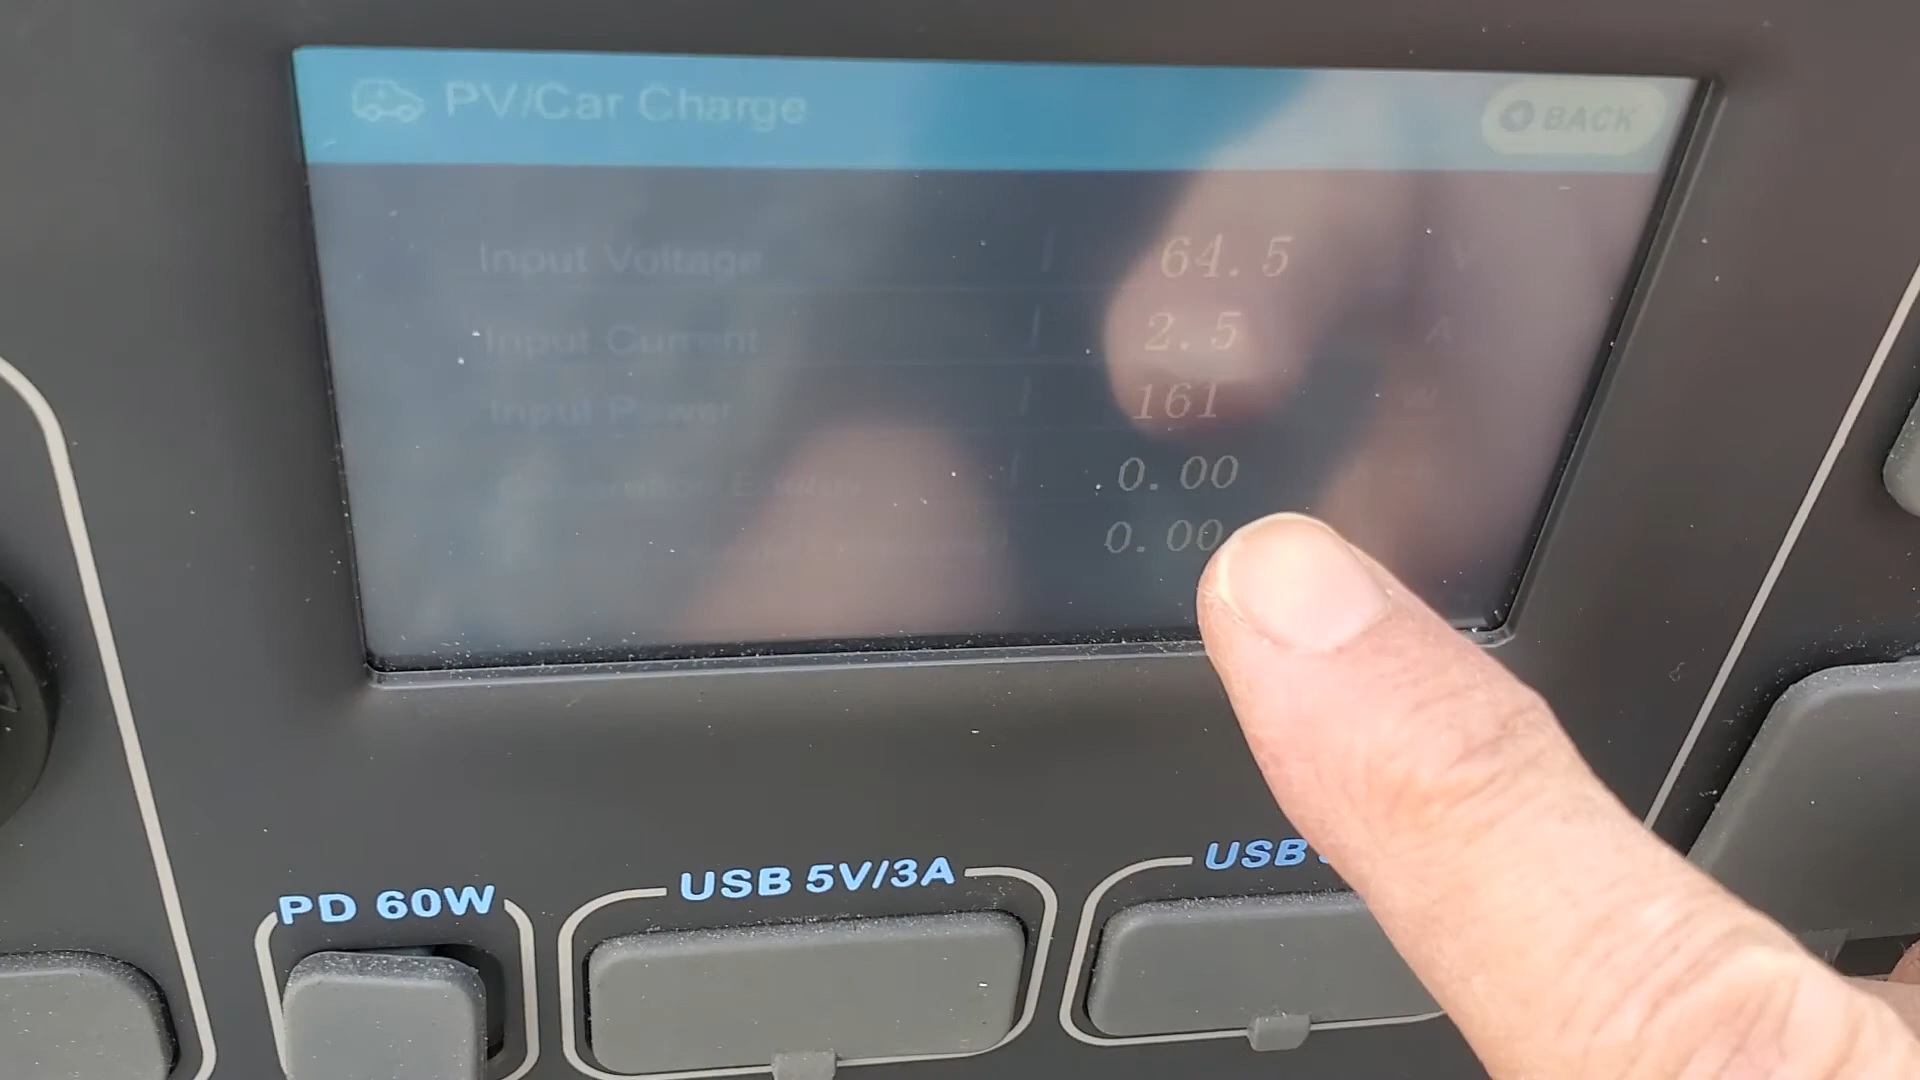 PV/Car Charge
BACK
Input Voltage 64.5 V
Input Current 2.5 A
Input Power 161 W
0.00
0.00
PD 60W
USB 5V/3A
USB